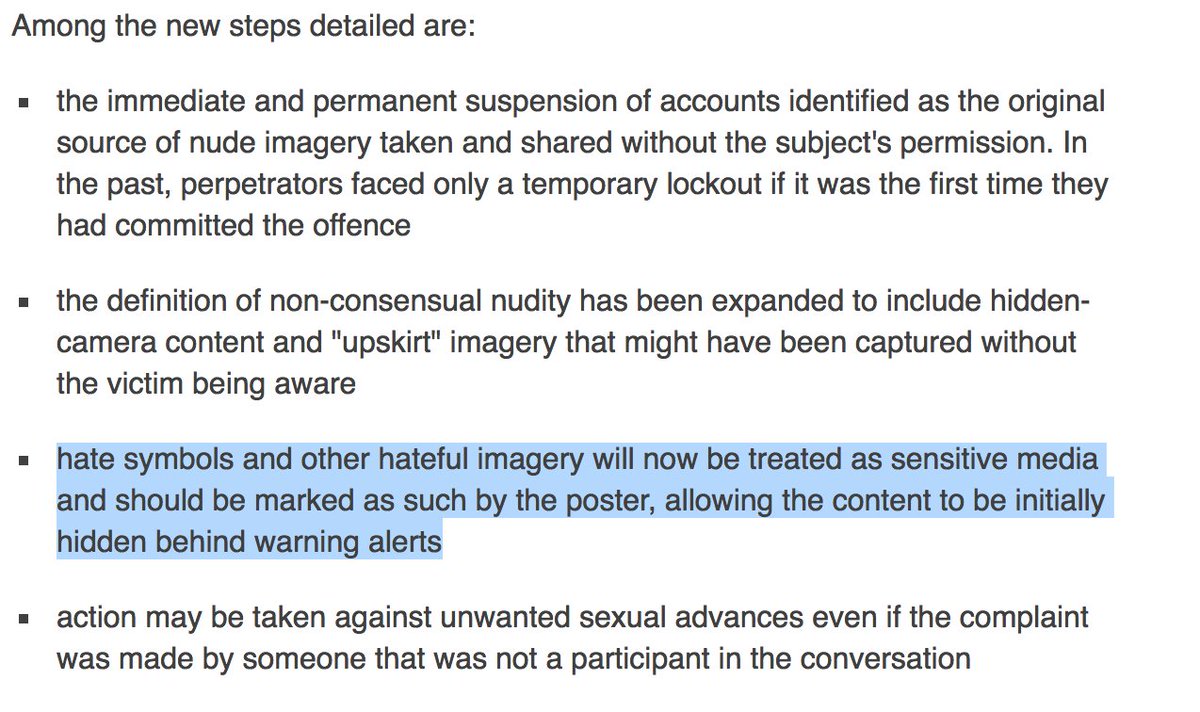 Among the new steps detailed are:
▪ the immediate and permanent suspension of accounts identified as the original
source of nude imagery taken and shared without the subject's permission. In
the past, perpetrators faced only a temporary lockout if it was the first time they
had committed the offence
▪ the definition of non-consensual nudity has been expanded to include hidden-
camera content and "upskirt" imagery that might have been captured without
the victim being aware
▪ hate symbols and other hateful imagery will now be treated as sensitive media
and should be marked as such by the poster, allowing the content to be initially
hidden behind warning alerts
▪ action may be taken against unwanted sexual advances even if the complaint
was made by someone that was not a participant in the conversation